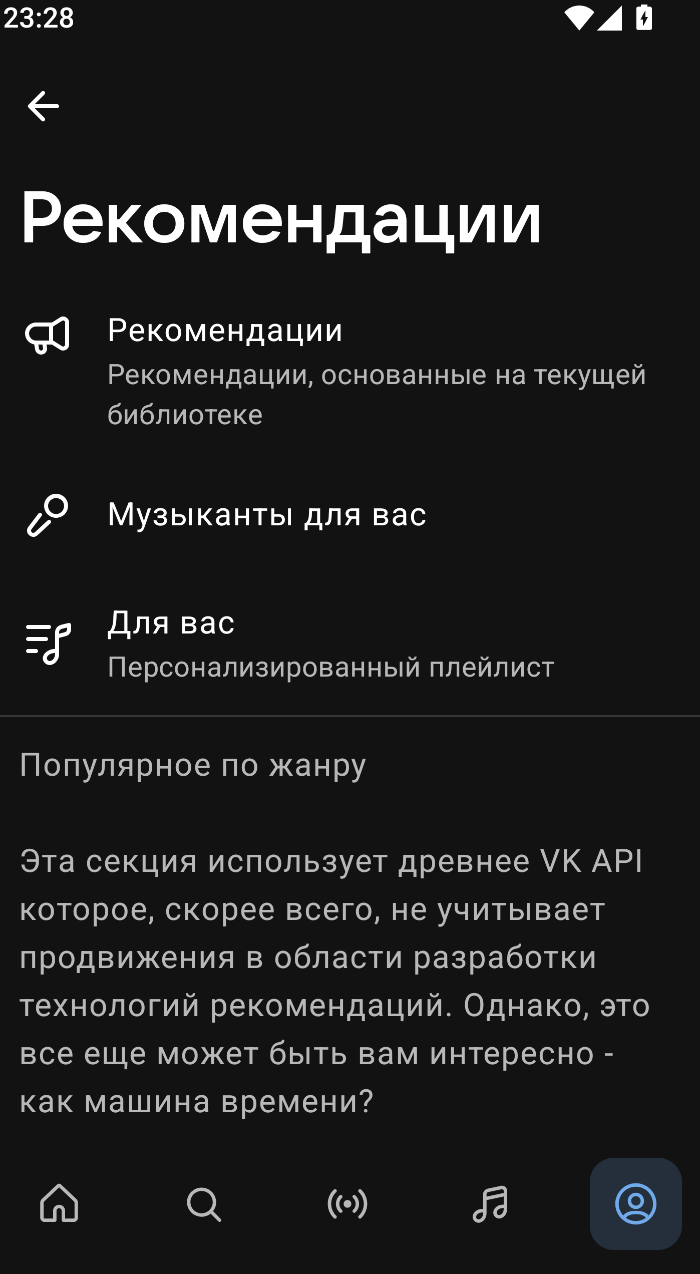 23:28
Рекомендации
Рекомендации
Рекомендации, основанные на текущей
библиотеке
Музыканты для вас
Для вас
Персонализированный плейлист
Популярное по жанру
Эта секция использует древнее VK API
которое, скорее всего, не учитывает
продвижения в области разработки
технологий рекомендаций. Однако, это
все еще может быть вам интересно -
как машина времени?